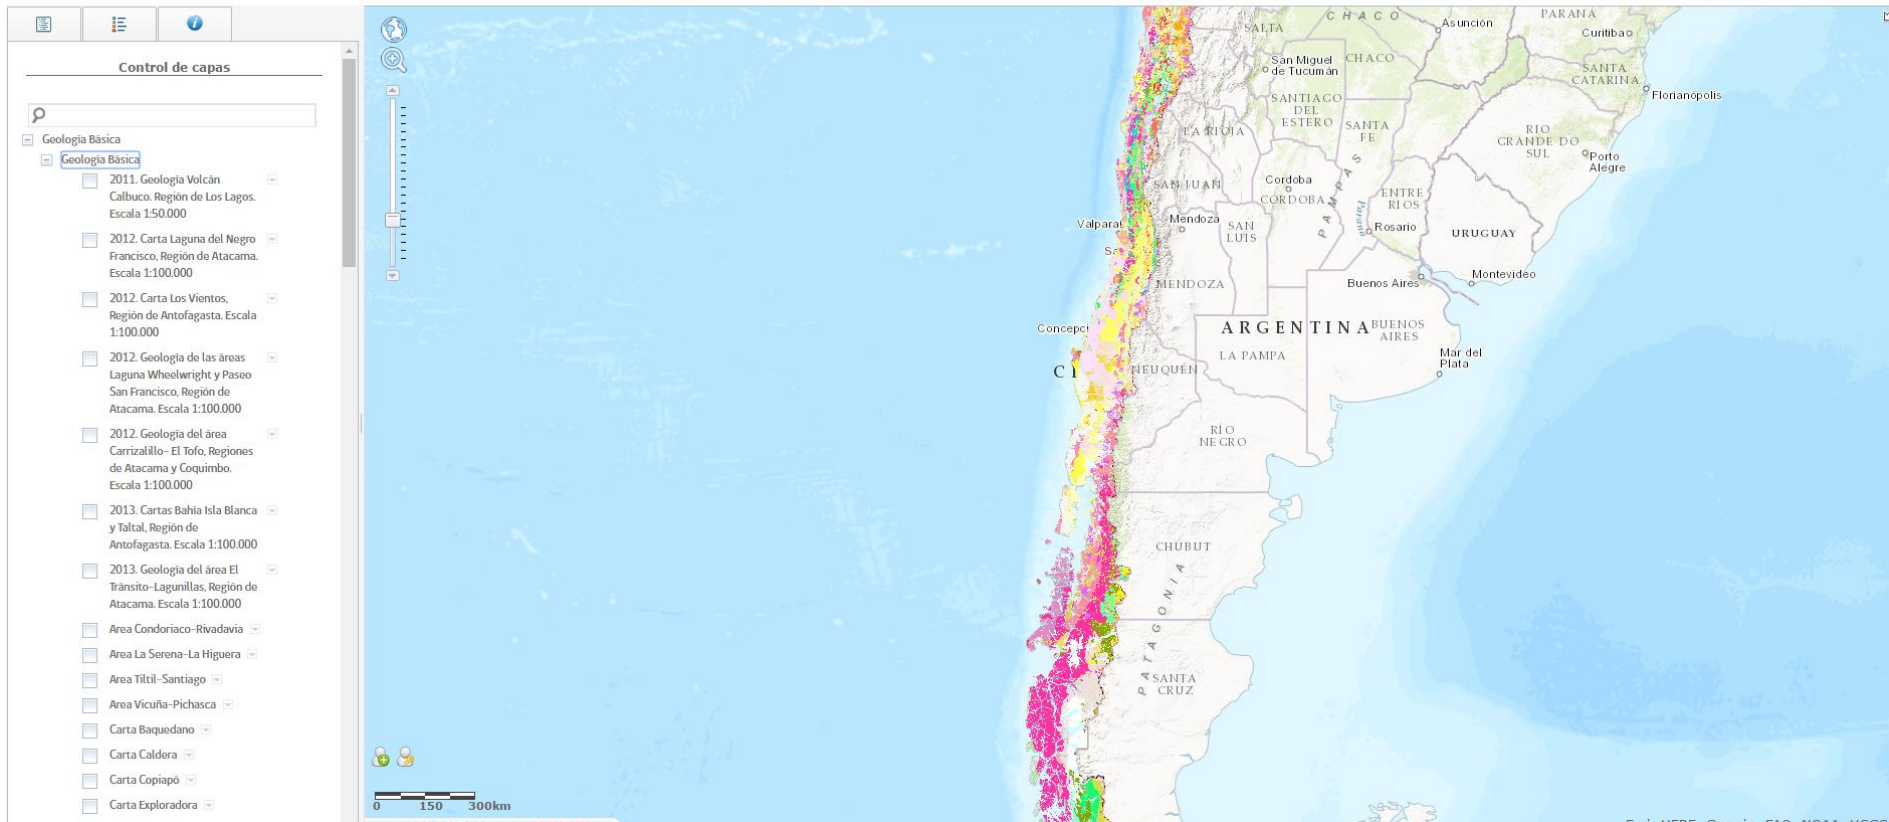 Control de capas
Geología Básica
Geología Básica
2011. Geología Volcán
Calbuco. Región de Los Lagos.
Escala 1:50.000
2012. Carta Laguna del Negro
Francisco, Región de Atacama.
Escala 1:100.000
2012. Carta Los Vientos,
Región de Antofagasta. Escala
1:100.000
2012. Geología de las áreas
Laguna Wheelwright y Paseo
San Francisco, Región de
Atacama. Escala 1:100.000
2012. Geología del área
Carrizalillo- El Tofo, Regiones
de Atacama y Coquimbo.
Escala 1:100.000
2013. Cartas Bahía Isla Blanca
y Taltal, Región de
Antofagasta. Escala 1:100.000
2013. Geología del área El
Tránsito-Lagunillas, Región de
Atacama. Escala 1:100.000
Area Condoriaco-Rivadavia
Area La Serena-La Higuera
Area Tiltil-Santiago
Area Vicuña-Pichasca
Carta Baquedano
Carta Caldera
Carta Copiapó
Carta Exploradora
CHACO
Asunción
PARANÁ
Curitiba
SALTA
San Miguel
de Tucumán
CHACO
SANTA
CATARINA
Florianópolis
SANTIAGO
DEL
ESTERO
SANTA
FE
LA RIOJA
RIO
GRANDE DO
SUL
Porto
Alegre
SAN JUAN
Cordoba
CÓRDOBA
PAMPAS
ENTRE
RIOS
Paraná
Valpara
Mendoza
SAN
LUIS
Rosario
URUGUAY
Sa
MENDOZA
Buenos Aires
Montevideo
Concepci
ARGENTINA
BUENOS
AIRES
LA PAMPA
Mar del
Plata
C
NEUQUÉN
RÍO
NEGRO
CHUBUT
PATAGONIA
SANTA
CRUZ
0 150 300km